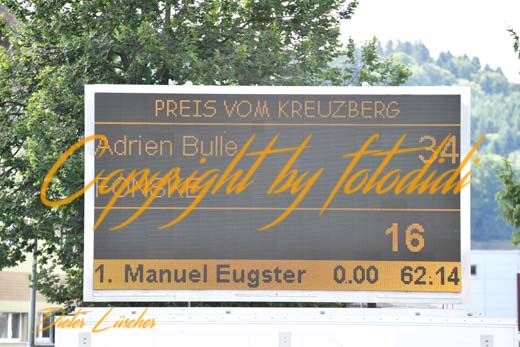 PREIS VOM KREUZBERG
Adrien Bulle 34
TONSKE
Copyright by fotodidi
16
1. Manuel Eugster 0.00 62:14
Dieter Lüscher